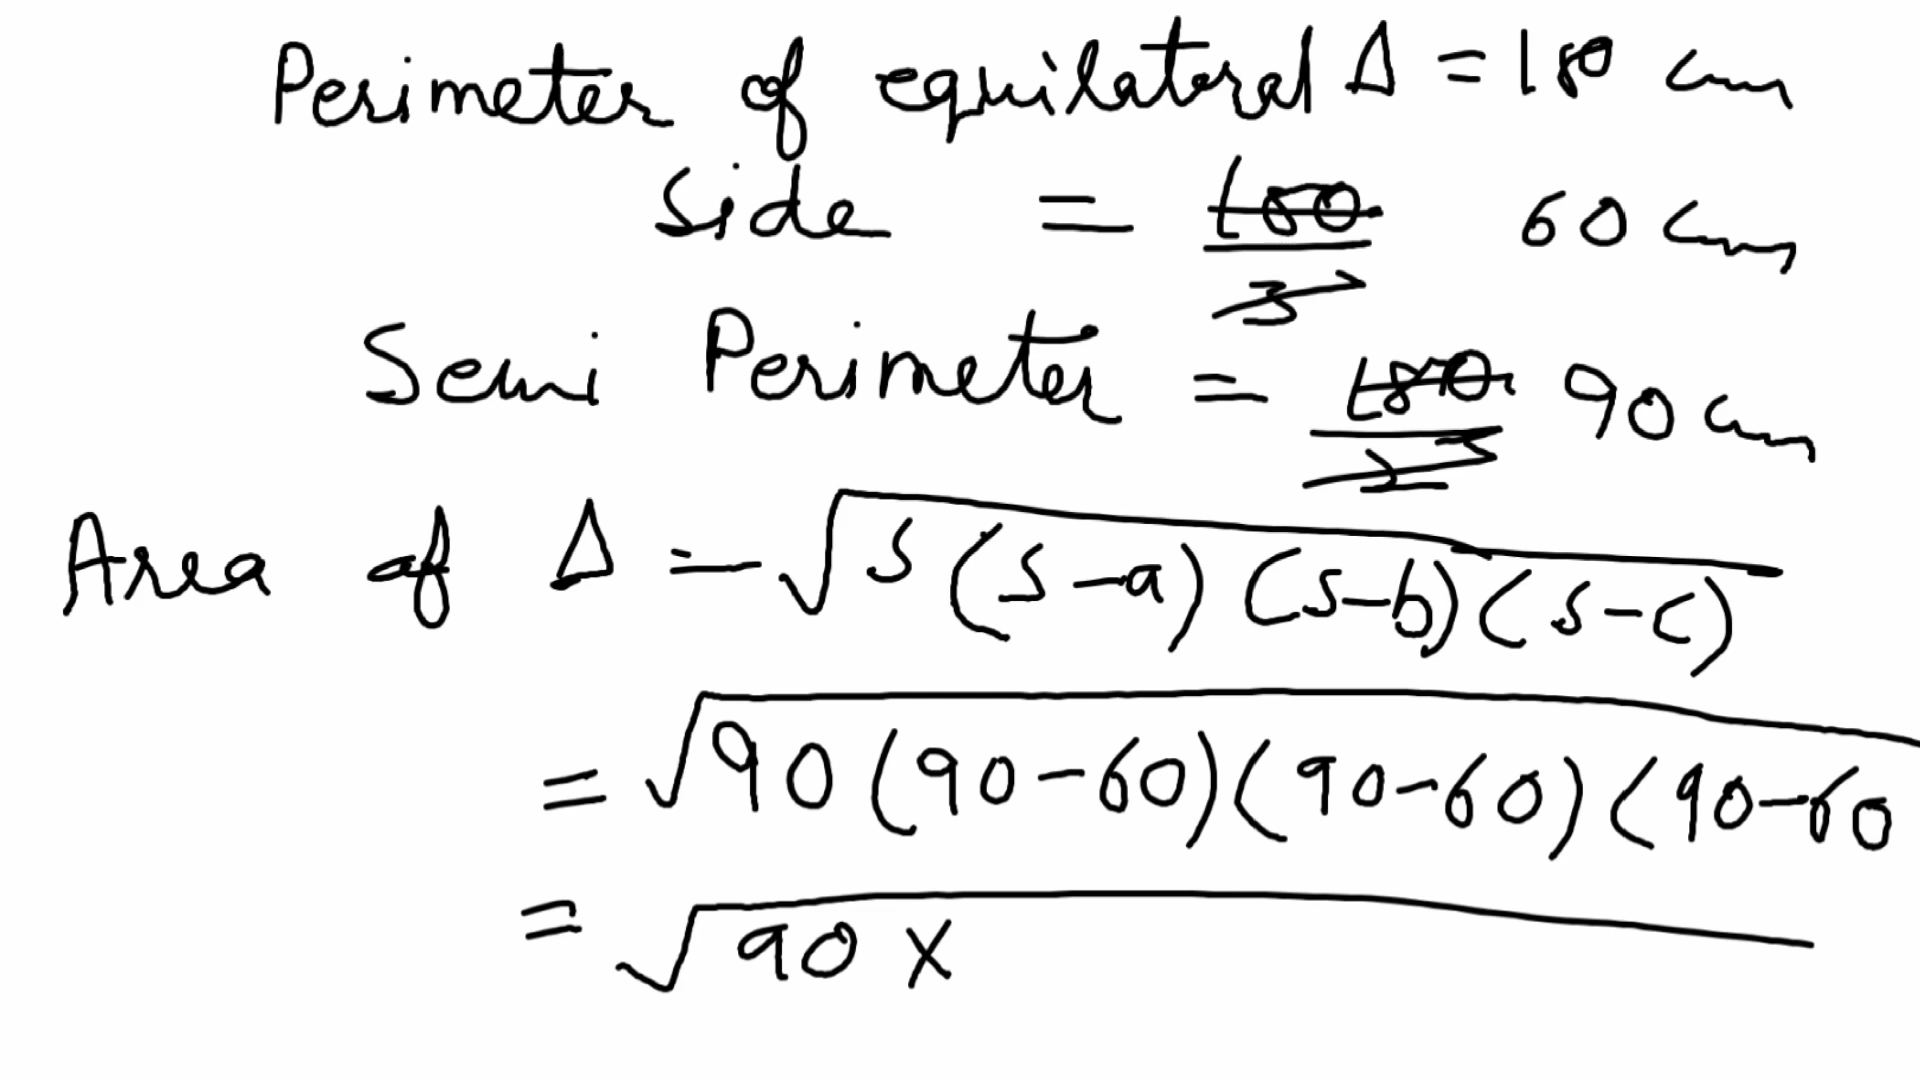 Perimeter of equilateral Δ = 180 cm
Side = 180/3 60 cm
Semi Perimeter = 180/2 90 cm
Area of Δ = √s(s-a)(s-b)(s-c)
= √90(90-60)(90-60)(90-60
= √90 ×